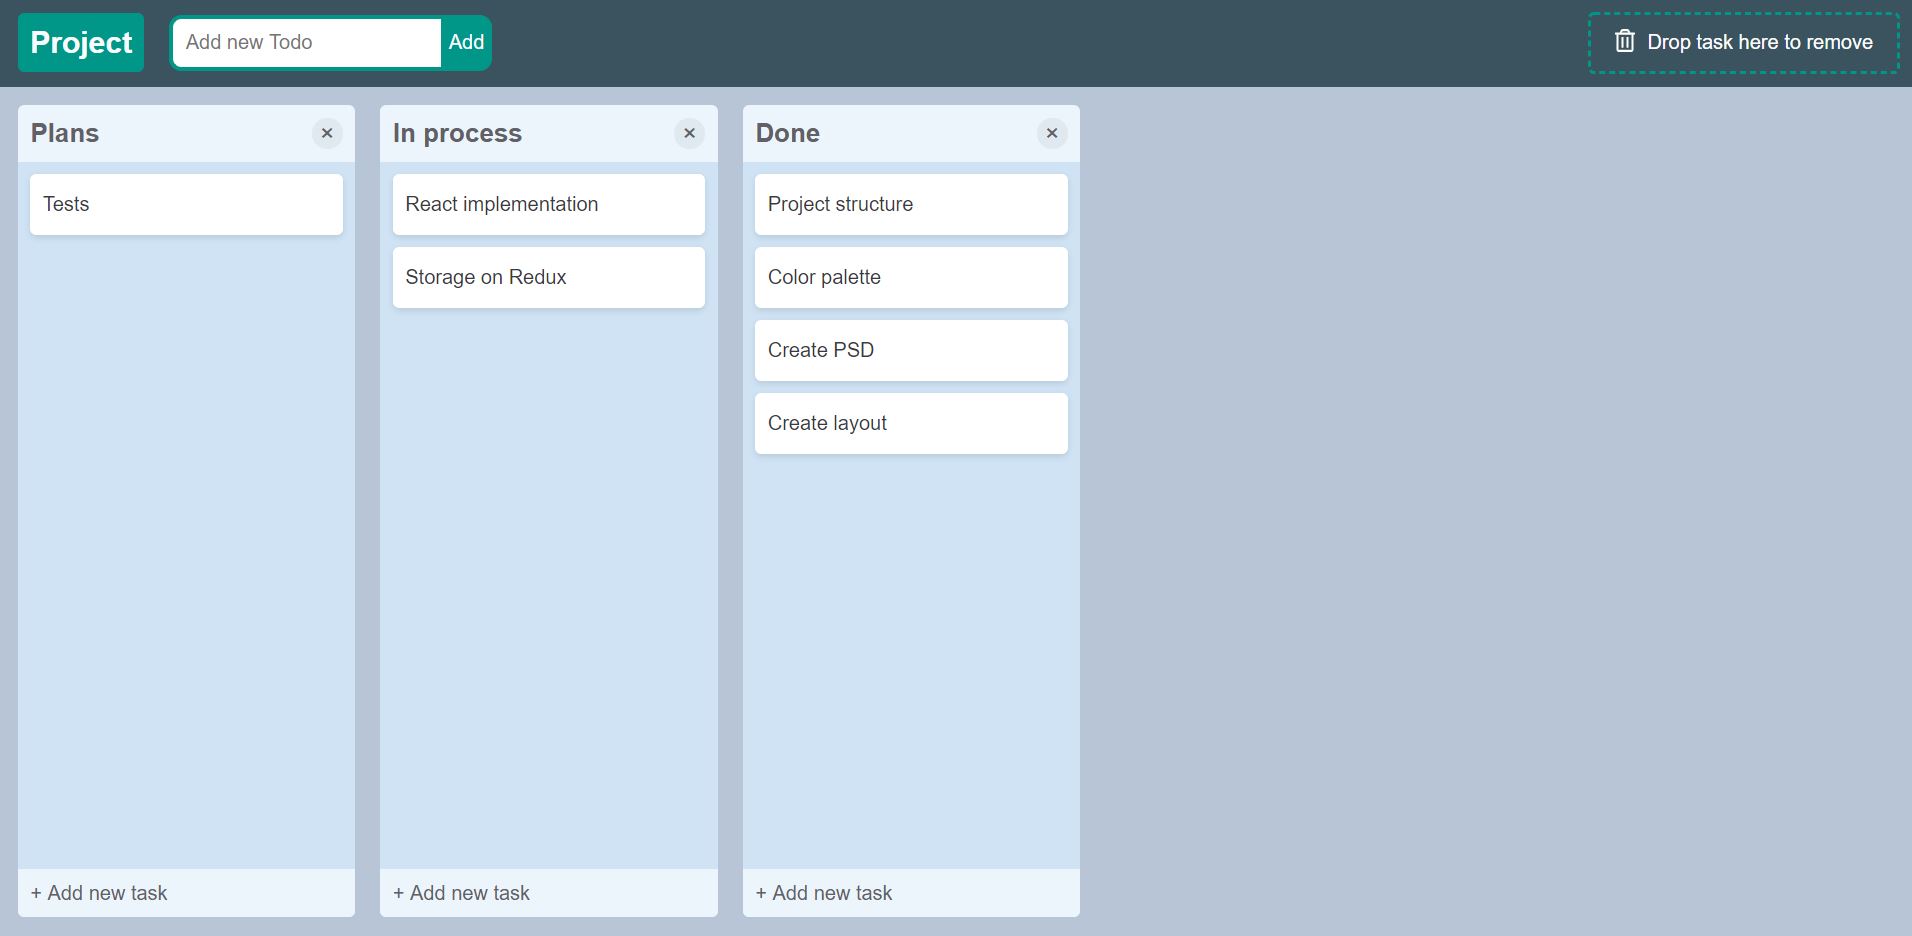 Project
Add new Todo
Add
Drop task here to remove
Plans
×
Tests
+ Add new task
In process
×
React implementation
Storage on Redux
+ Add new task
Done
×
Project structure
Color palette
Create PSD
Create layout
+ Add new task